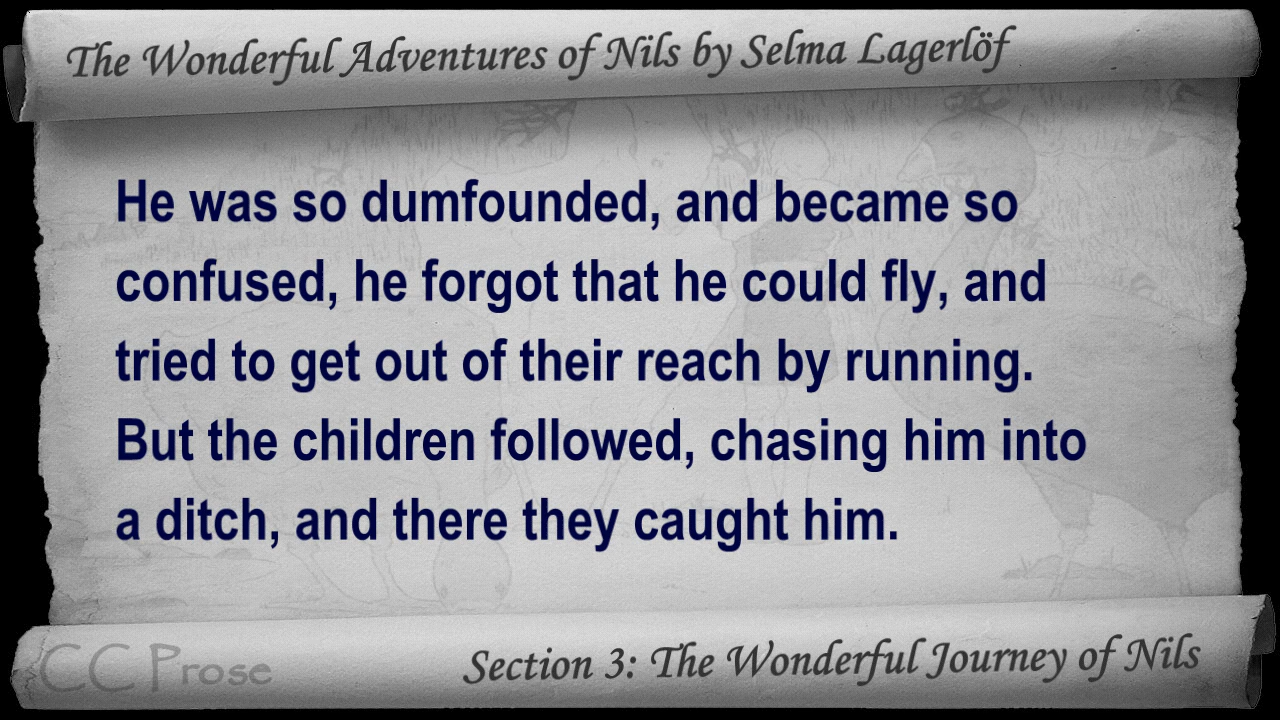 The Wonderful Adventures of Nils by Selma Lagerlöf
He was so dumfounded, and became so
confused, he forgot that he could fly, and
tried to get out of their reach by running.
But the children followed, chasing him into
a ditch, and there they caught him.
CC Prose
Section 3: The Wonderful Journey of Nils